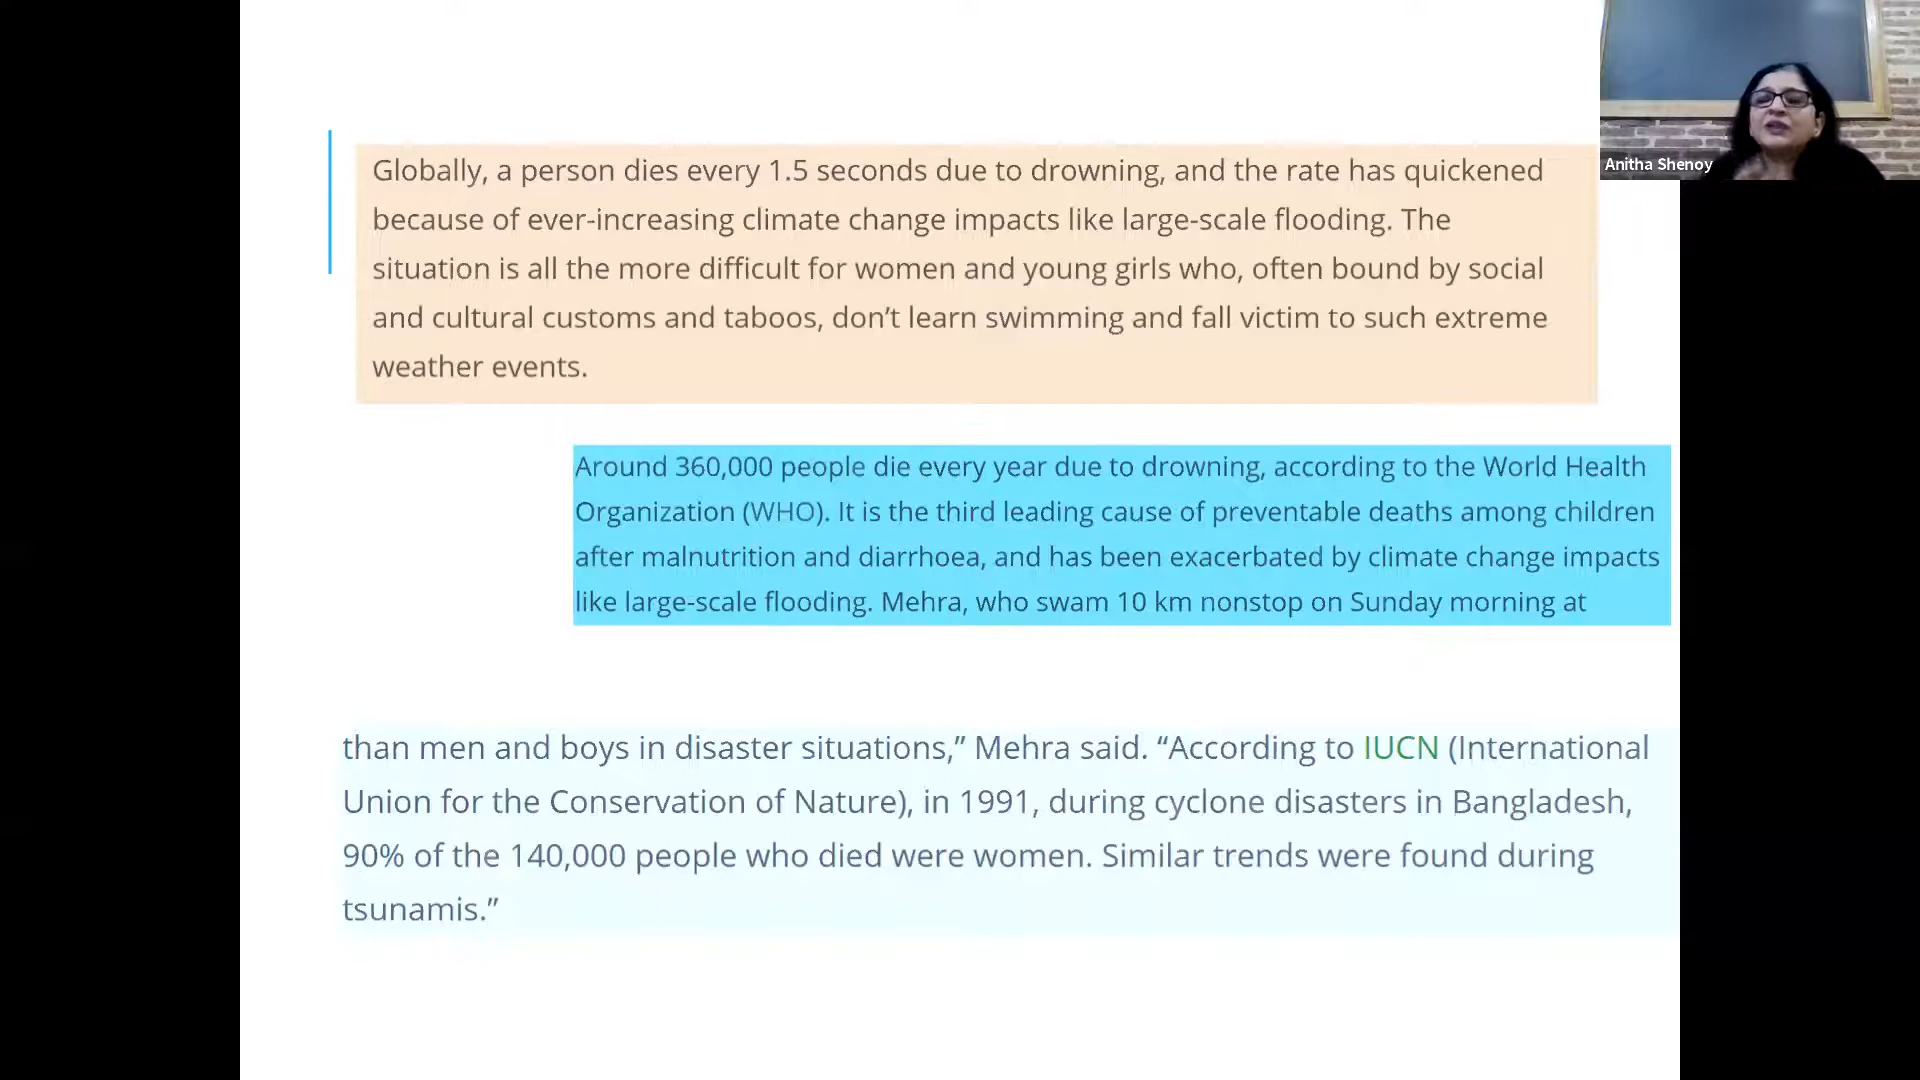 Globally, a person dies every 1.5 seconds due to drowning, and the rate has quickened
because of ever-increasing climate change impacts like large-scale flooding. The
situation is all the more difficult for women and young girls who, often bound by social
and cultural customs and taboos, don’t learn swimming and fall victim to such extreme
weather events.
Anitha Shenoy
Around 360,000 people die every year due to drowning, according to the World Health
Organization (WHO). It is the third leading cause of preventable deaths among children
after malnutrition and diarrhoea, and has been exacerbated by climate change impacts
like large-scale flooding. Mehra, who swam 10 km nonstop on Sunday morning at
than men and boys in disaster situations,” Mehra said. “According to IUCN (International
Union for the Conservation of Nature), in 1991, during cyclone disasters in Bangladesh,
90% of the 140,000 people who died were women. Similar trends were found during
tsunamis.”